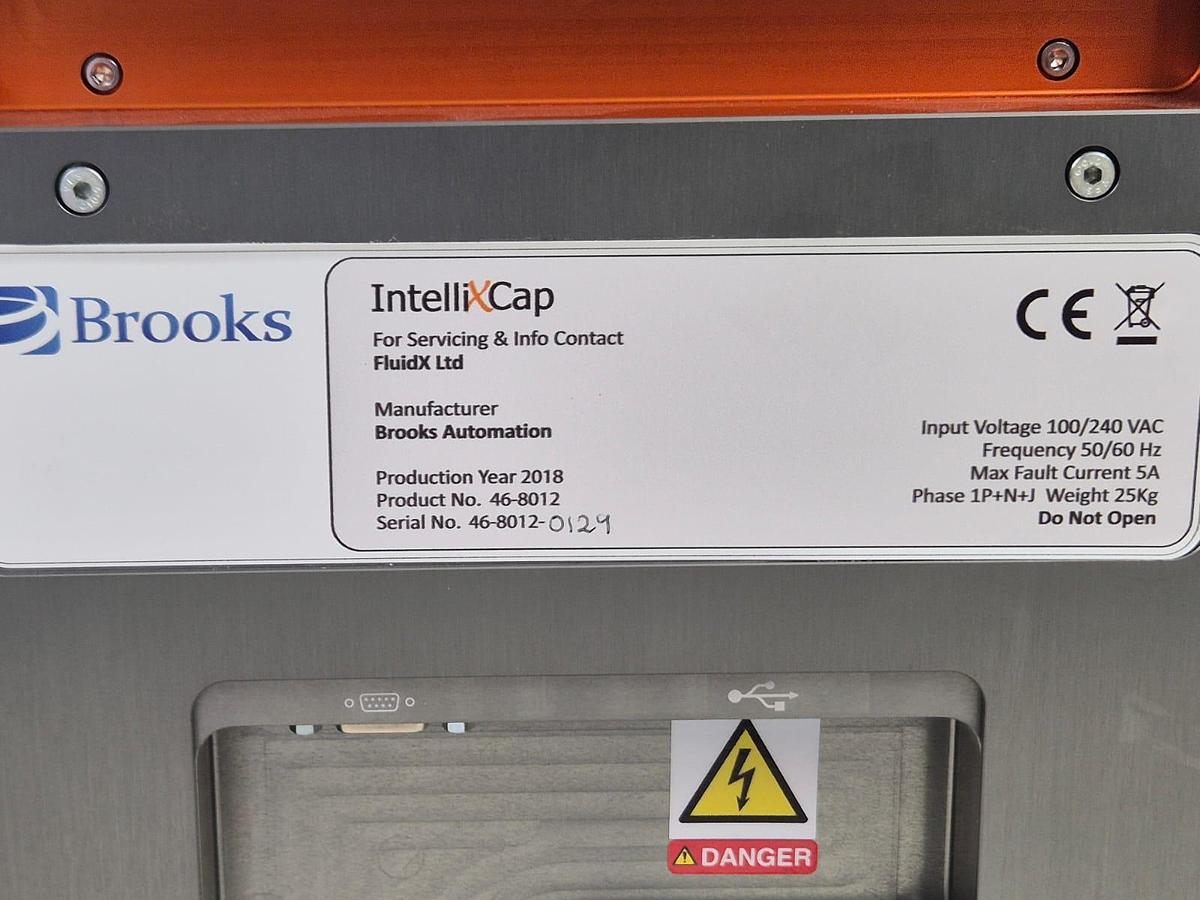 Brooks
IntelliXCap
For Servicing & Info Contact
FluidX Ltd
Manufacturer
Brooks Automation
Production Year 2018
Product No. 46-8012
Serial No. 46-8012-0129
CE
Input Voltage 100/240 VAC
Frequency 50/60 Hz
Max Fault Current 5A
Phase 1P+N+J Weight 25Kg
Do Not Open
DANGER